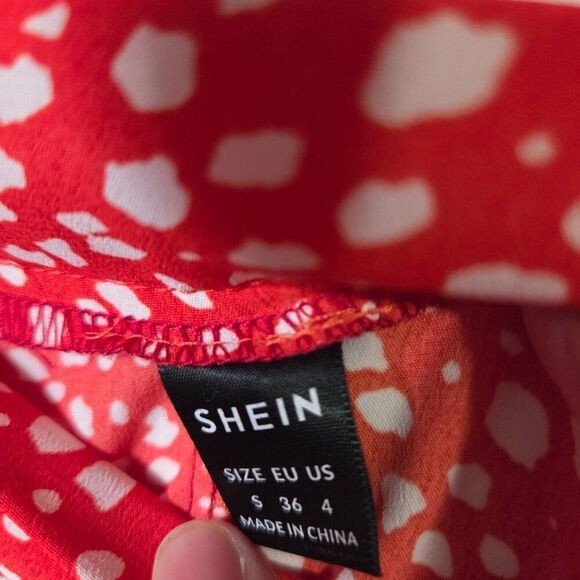 SHEIN
SIZE EU US
S 36 4
MADE IN CHINA